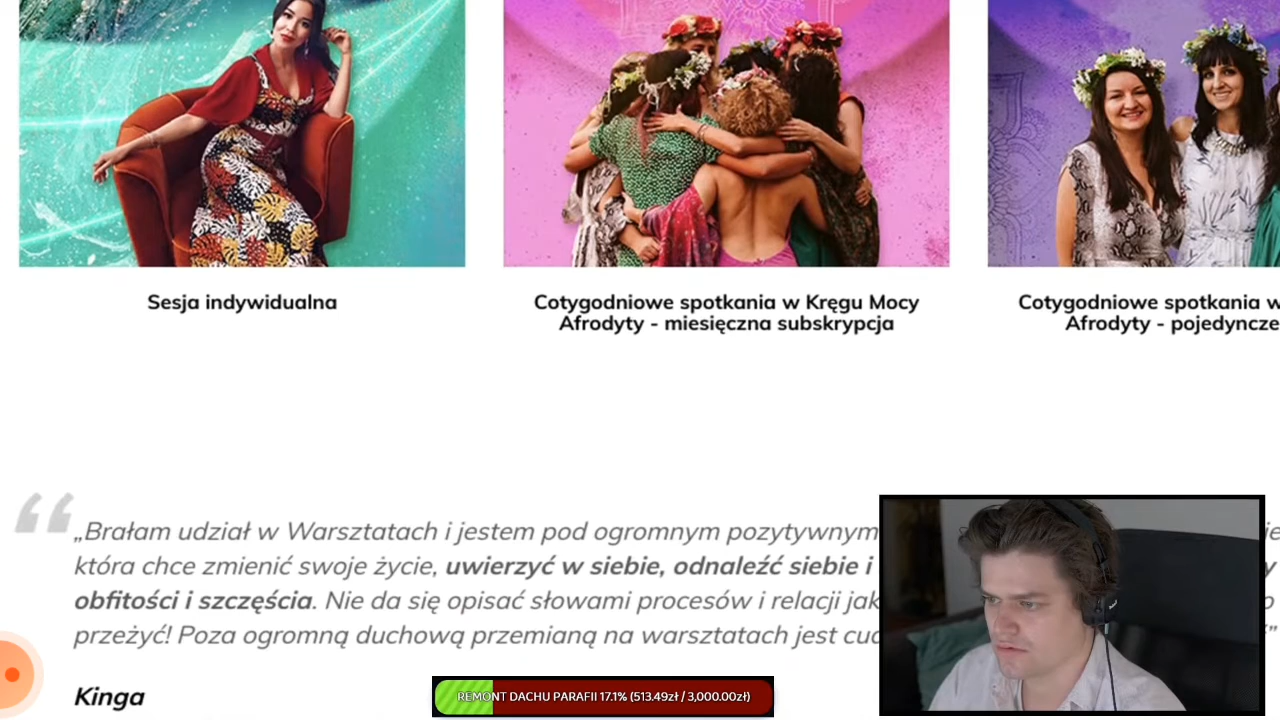 Sesja indywidualna
Cotygodniowe spotkania w Kręgu Mocy
Afrodyty - miesięczna subskrypcja
Cotygodniowe spotkania w
Afrodyty - pojedyncze
„Brałam udział w Warsztatach i jestem pod ogromnym pozytywnym
która chce zmienić swoje życie, uwierzyć w siebie, odnaleźć siebie i
obfitości i szczęścia. Nie da się opisać słowami procesów i relacji jak
przeżyć! Poza ogromną duchową przemianą na warsztatach jest
Kinga
REMONT DACHU PARAFII 17.1% (513.49zł / 3,000.00zł)